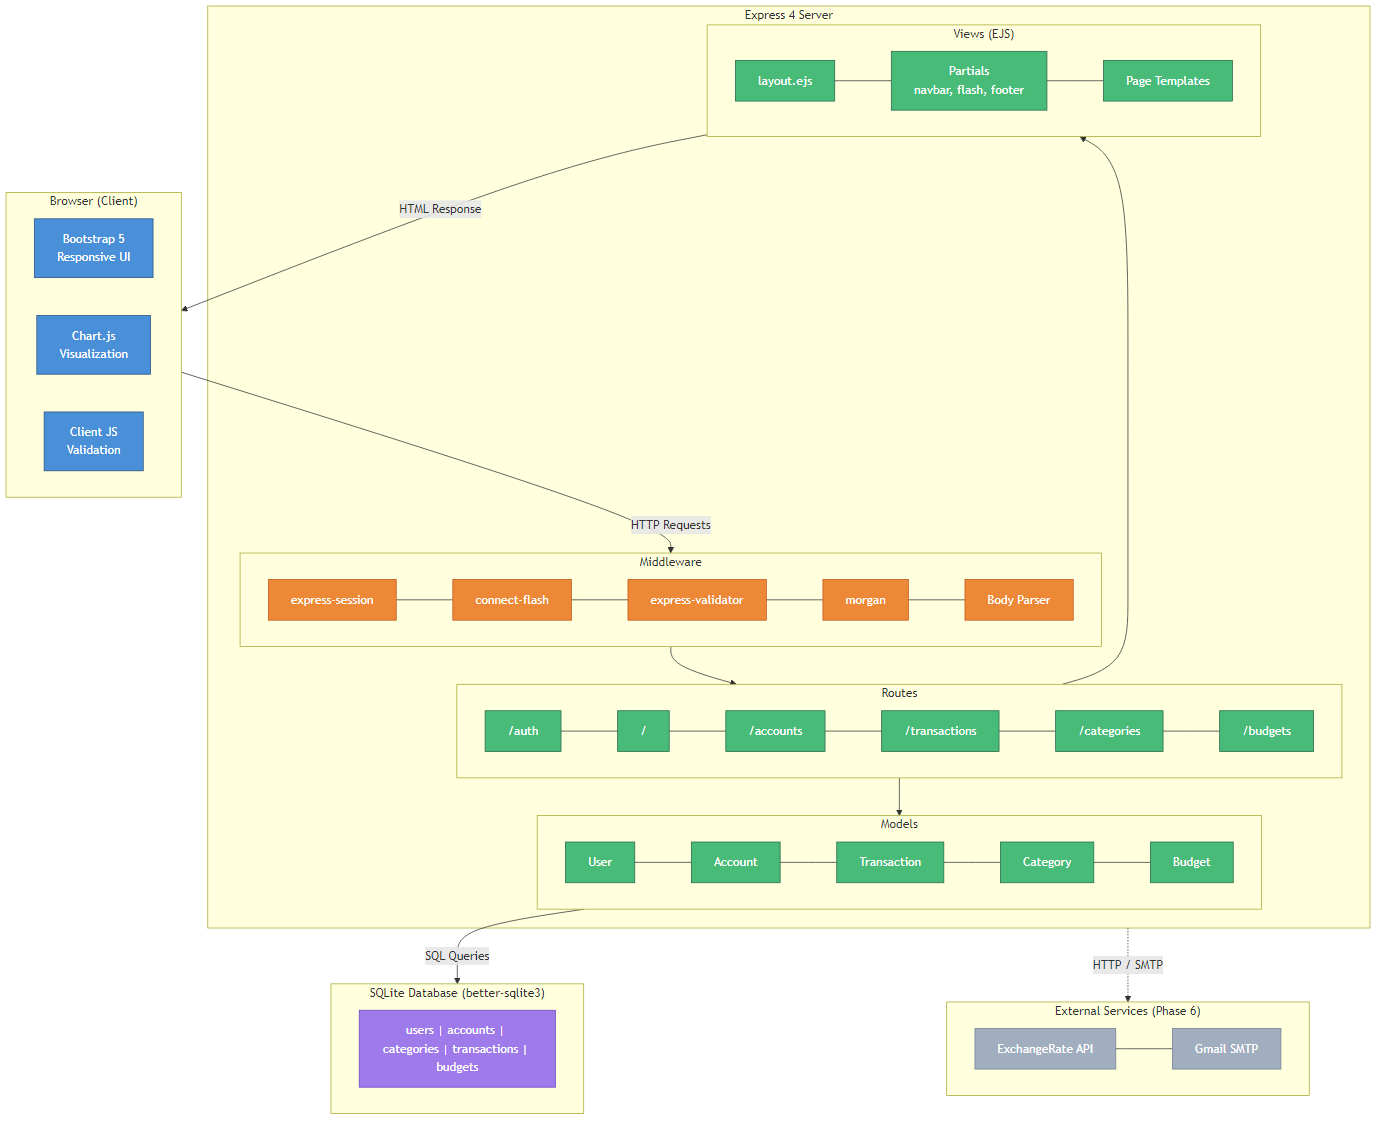 Express 4 Server
Views (EJS)
layout.ejs
Partials
navbar, flash, footer
Page Templates
HTML Response
Browser (Client)
Bootstrap 5
Responsive UI
Chart.js
Visualization
Client JS
Validation
HTTP Requests
Middleware
express-session
connect-flash
express-validator
morgan
Body Parser
Routes
/auth
/
/accounts
/transactions
/categories
/budgets
Models
User
Account
Transaction
Category
Budget
SQL Queries
HTTP / SMTP
SQLite Database (better-sqlite3)
users | accounts |
categories | transactions |
budgets
External Services (Phase 6)
ExchangeRate API
Gmail SMTP